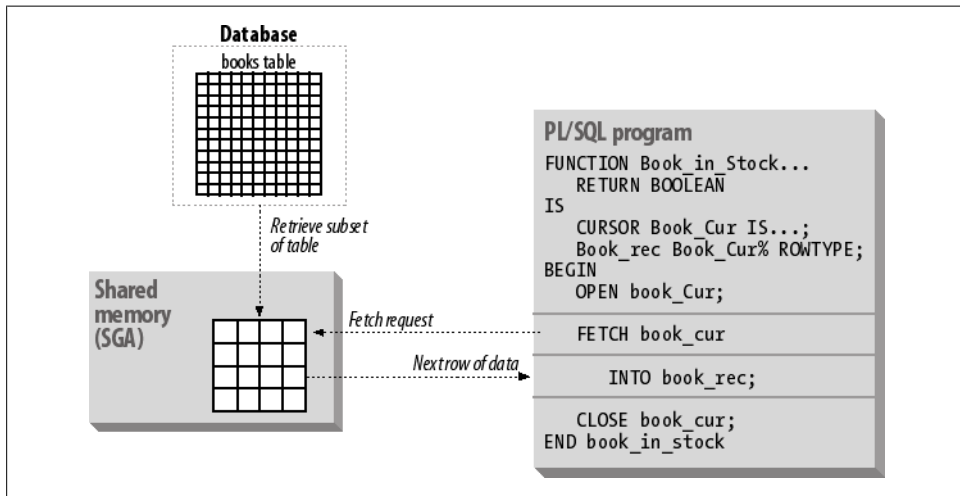 Database
books table
Retrieve subset
of table
Shared
memory
(SGA)
Fetch request
Next row of data
PL/SQL program
FUNCTION Book_in_Stock...
RETURN BOOLEAN
IS
CURSOR Book_Cur IS...;
Book_rec Book_Cur% ROWTYPE;
BEGIN
OPEN book_Cur;
FETCH book_cur
INTO book_rec;
CLOSE book_cur;
END book_in_stock